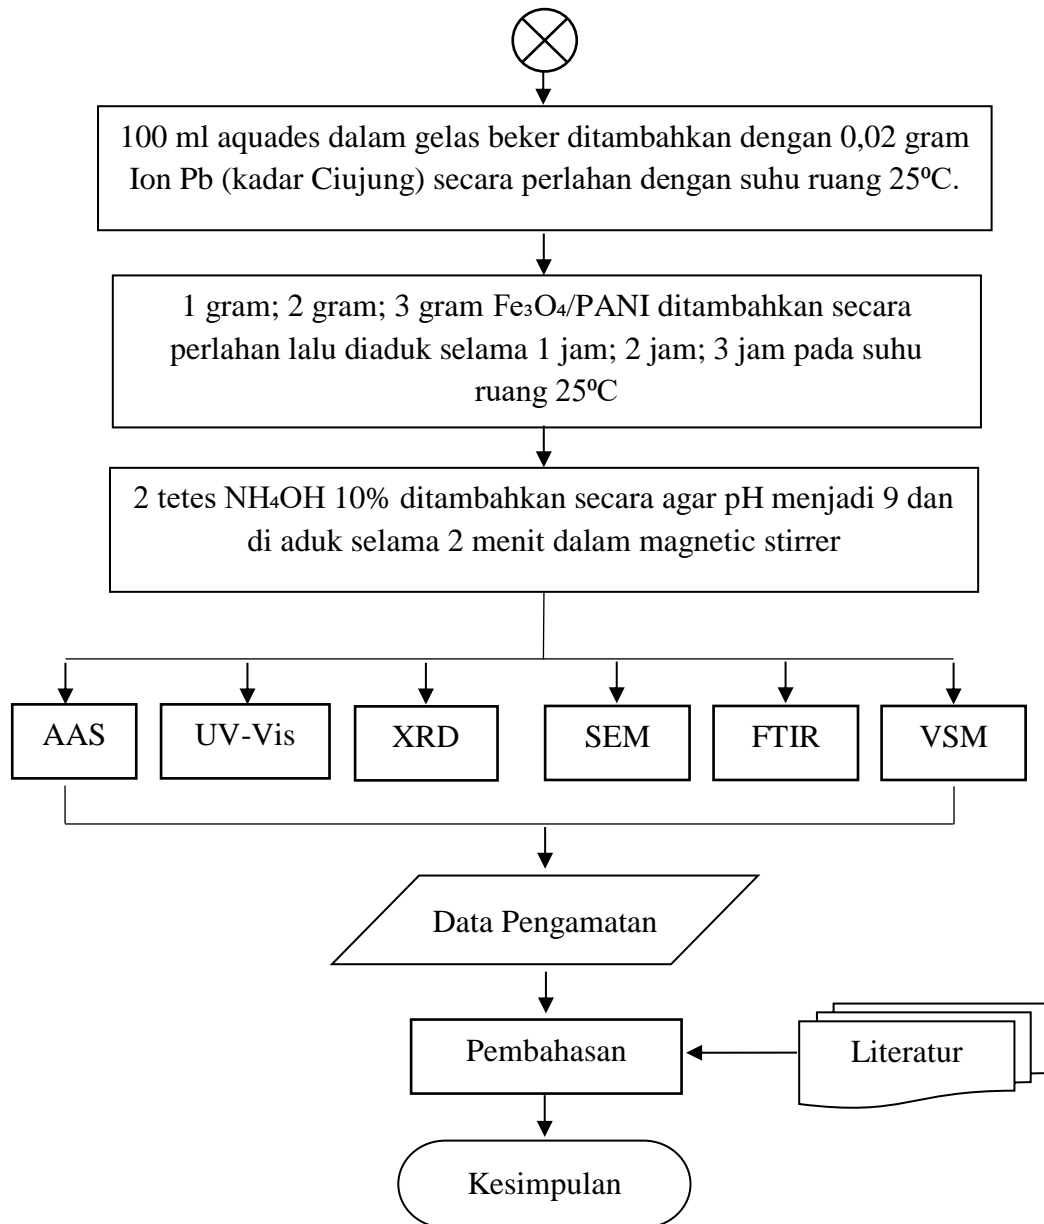 100 ml aquades dalam gelas beker ditambahkan dengan 0,02 gram
Ion Pb (kadar Ciujung) secara perlahan dengan suhu ruang 25⁰C.
1 gram; 2 gram; 3 gram Fe₃O₄/PANI ditambahkan secara
perlahan lalu diaduk selama 1 jam; 2 jam; 3 jam pada suhu
ruang 25⁰C
2 tetes NH₄OH 10% ditambahkan secara agar pH menjadi 9 dan
di aduk selama 2 menit dalam magnetic stirrer
AAS
UV-Vis
XRD
SEM
FTIR
VSM
Data Pengamatan
Pembahasan
Literatur
Kesimpulan